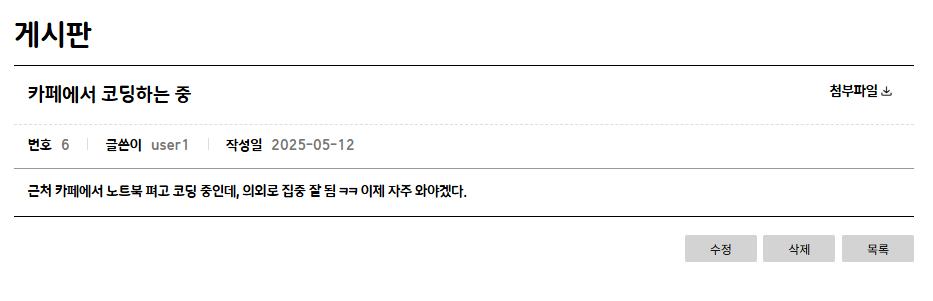 게시판
카페에서 코딩하는 중
첨부파일
번호 6 글쓴이 user1 작성일 2025-05-12
근처 카페에서 노트북 펴고 코딩 중인데, 의외로 집중 잘 됨 ㅋㅋ 이제 자주 와야겠다.
수정 삭제 목록